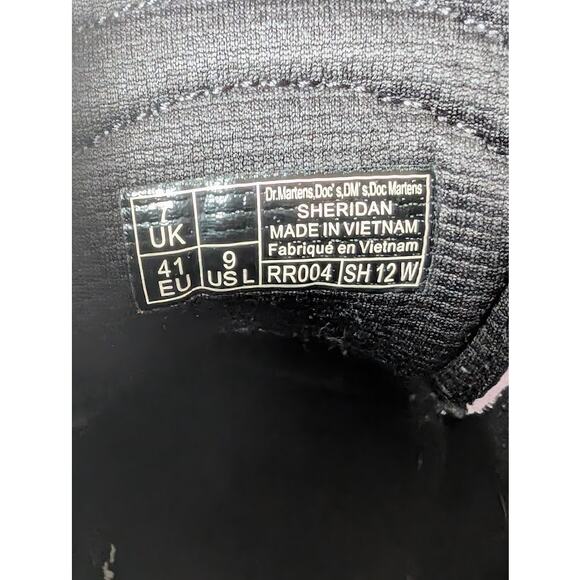 7
UK
41
EU
9
US L
Dr.Martens,Doc's,DM's,Doc Martens
SHERIDAN
MADE IN VIETNAM
Fabriqué en Vietnam
RR004 SH 12 W